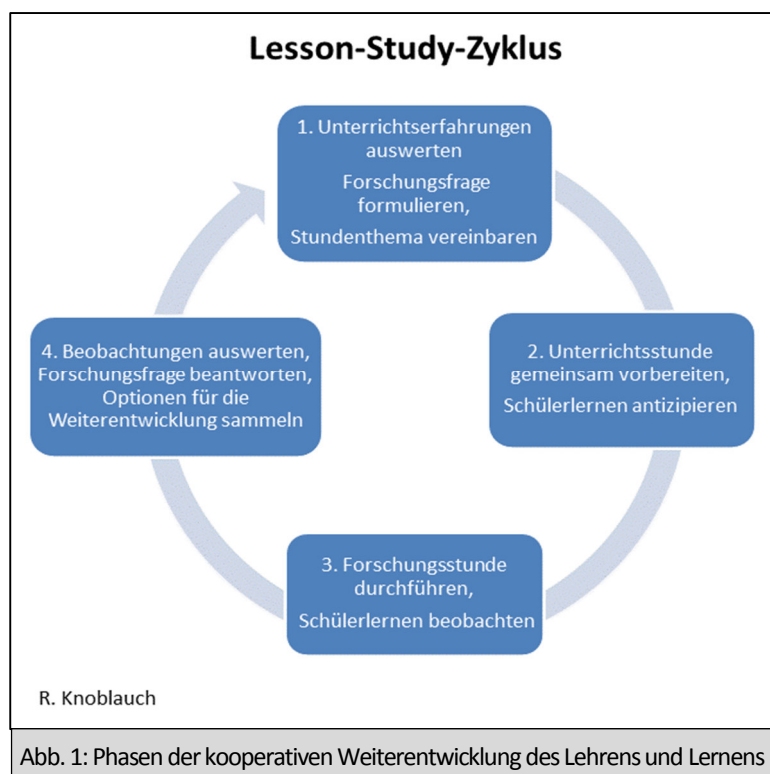 Lesson-Study-Zyklus
1. Unterrichtserfahrungen
auswerten
Forschungsfrage
formulieren,
Stundenthema vereinbaren
2. Unterrichtsstunde
gemeinsam vorbereiten,
Schülerlernen antizipieren
3. Forschungsstunde
durchführen,
Schülerlernen beobachten
4. Beobachtungen auswerten,
Forschungsfrage beantworten,
Optionen für die
Weiterentwicklung sammeln
R. Knoblauch
Abb. 1: Phasen der kooperativen Weiterentwicklung des Lehrens und Lernens